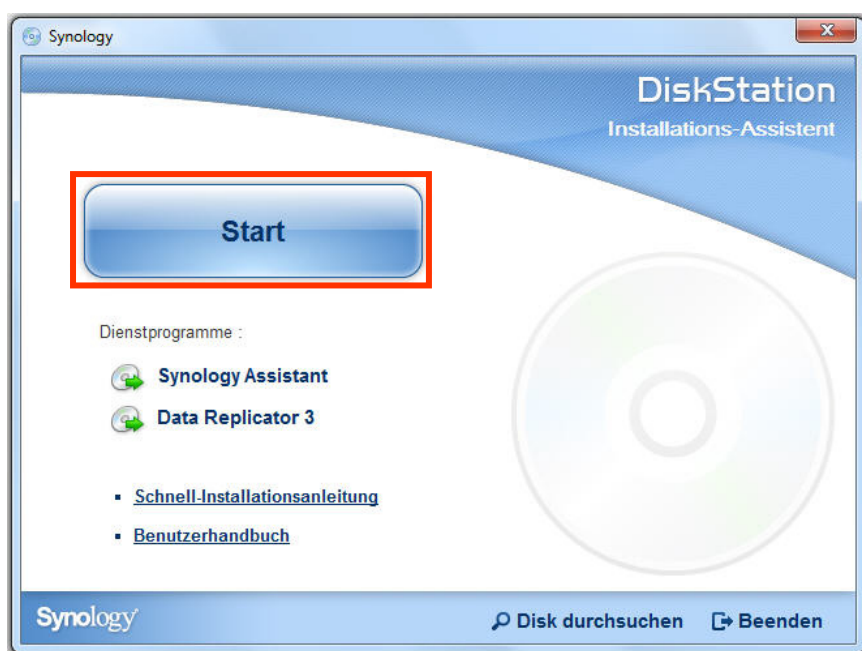 Synology
DiskStation
Installations-Assistent
Start
Dienstprogramme :
Synology Assistant
Data Replicator 3
Schnell-Installationsanleitung
Benutzerhandbuch
Synology
Disk durchsuchen
Beenden